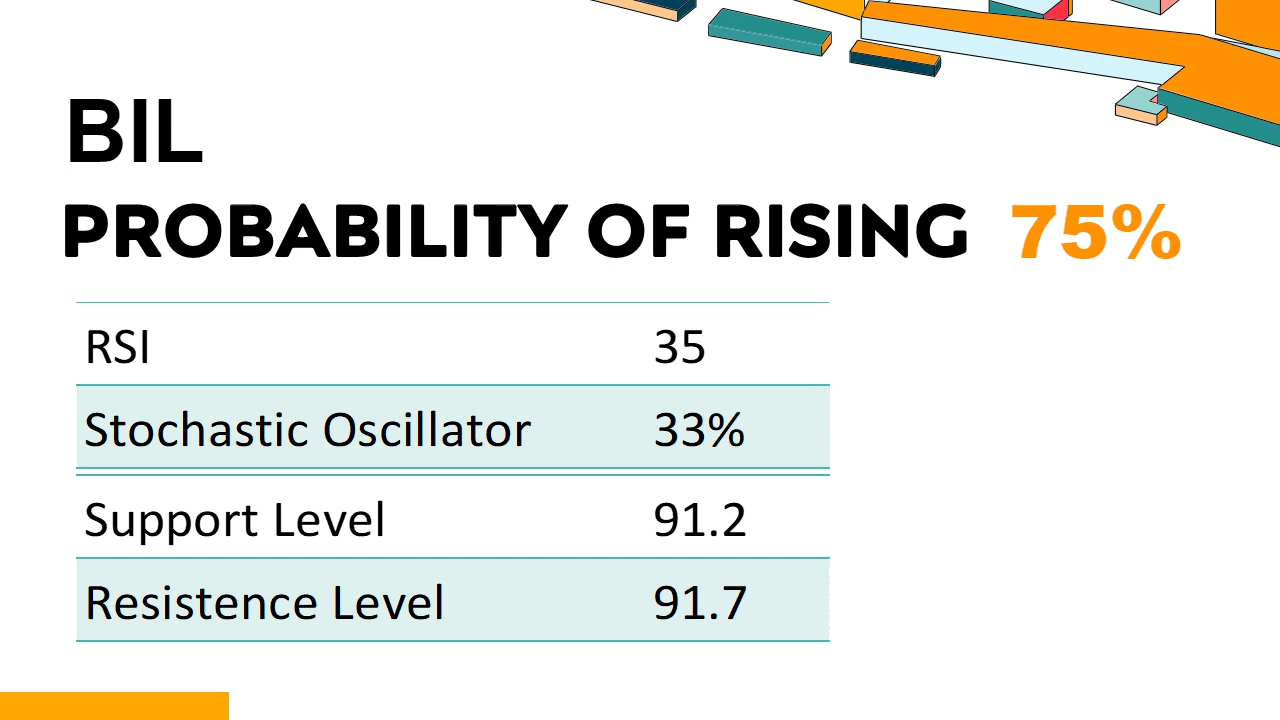 BIL
PROBABILITY OF RISING 75%
RSI 35
Stochastic Oscillator 33%
Support Level 91.2
Resistence Level 91.7